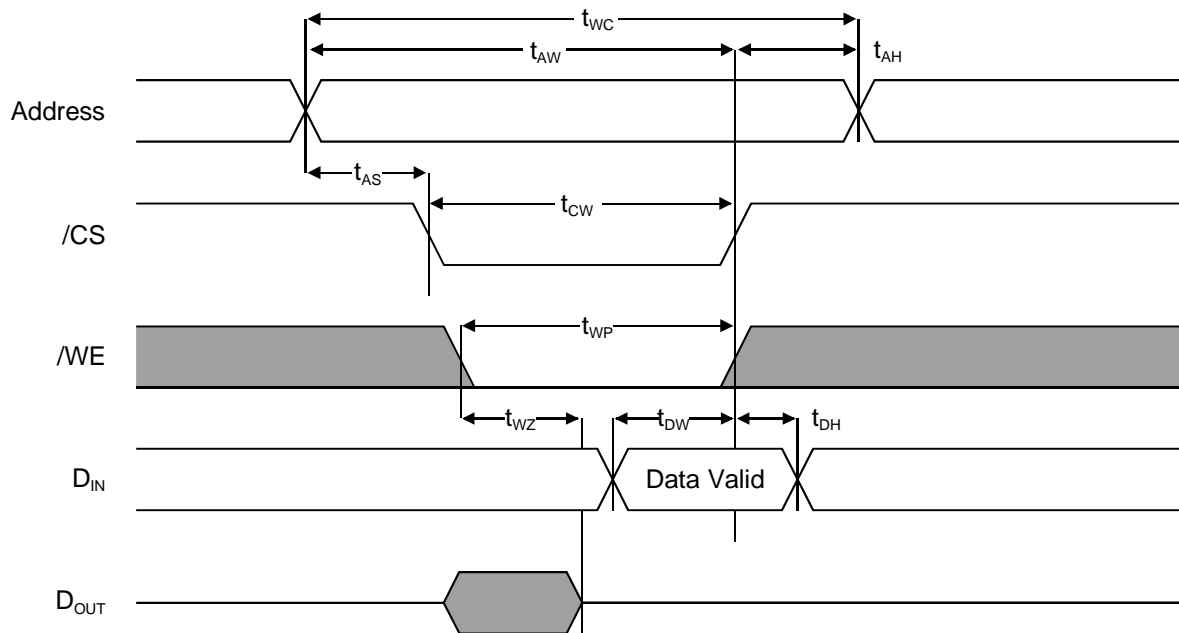 tWC
tAW
tAH
Address
tAS
tCW
/CS
tWP
/WE
tWZ
tDW
tDH
DIN
Data Valid
DOUT